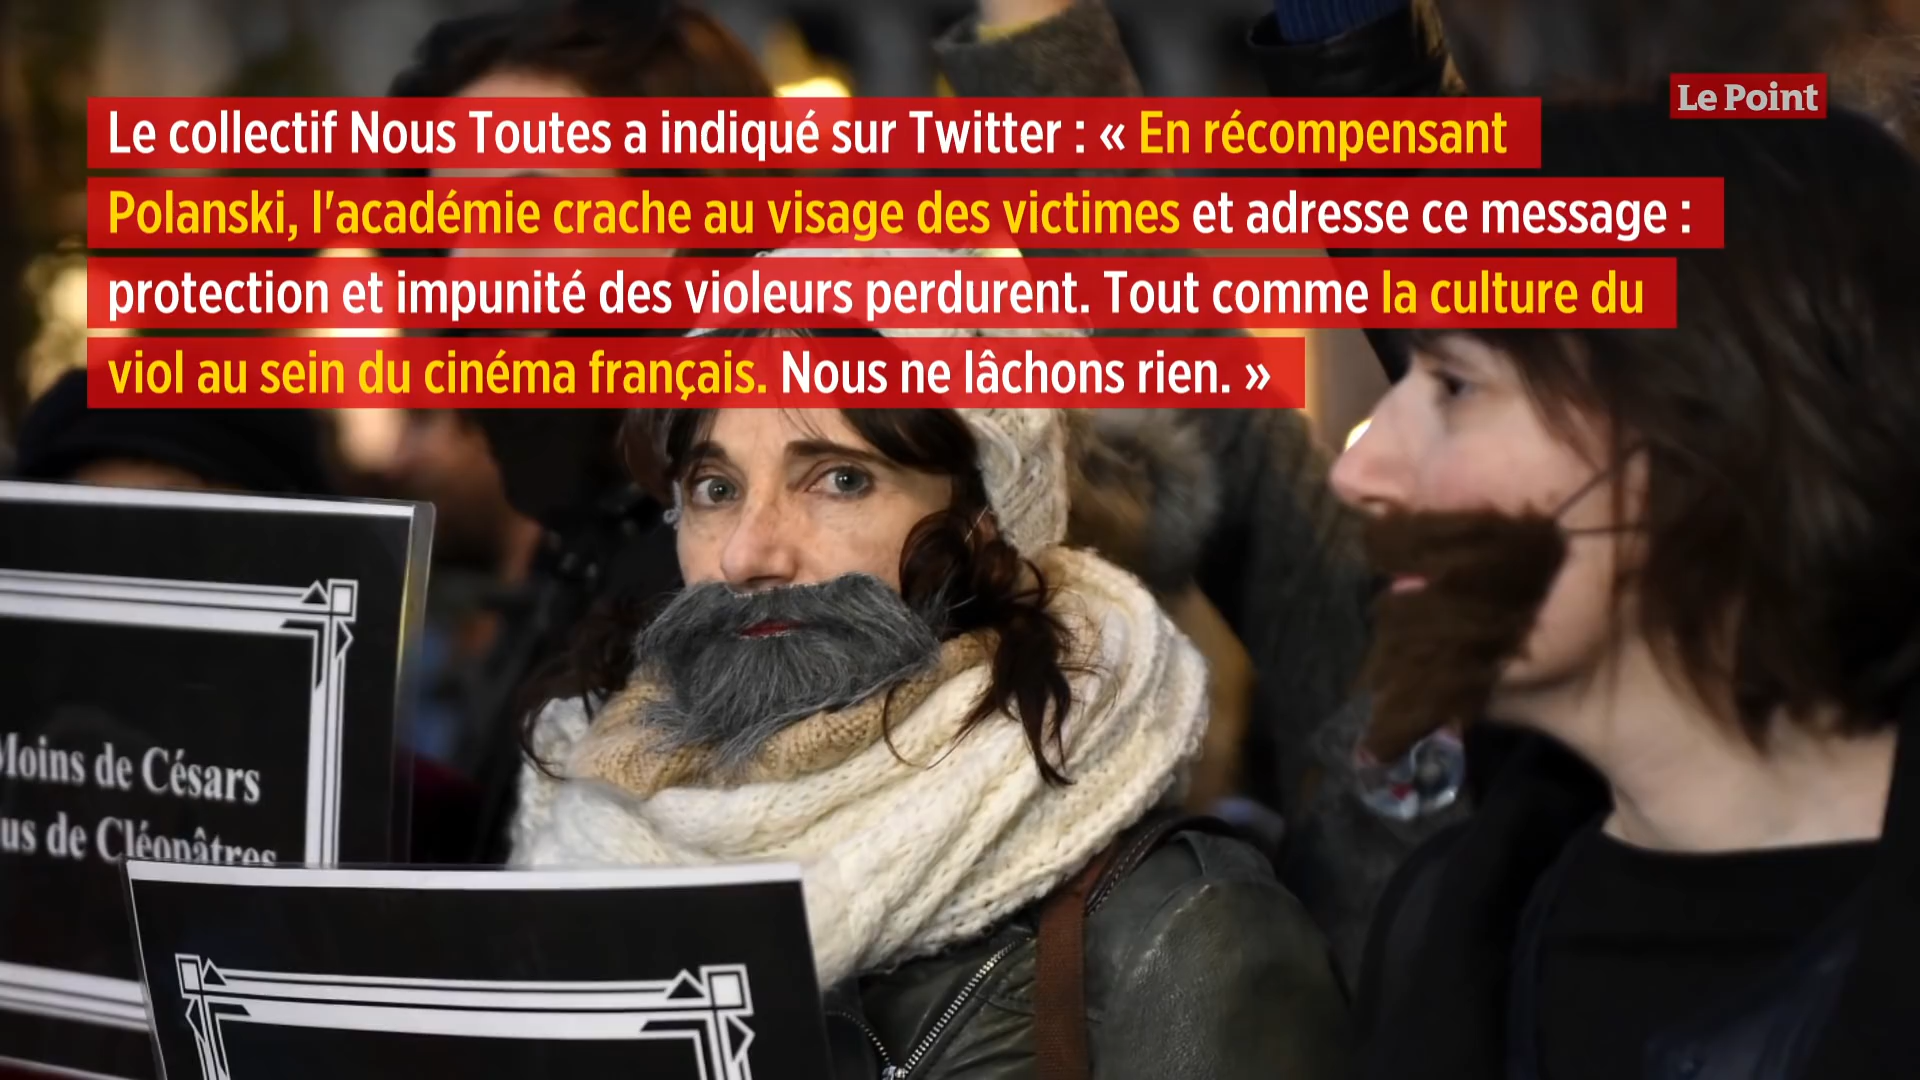 Le Point
Le collectif Nous Toutes a indiqué sur Twitter : « En récompensant
Polanski, l'académie crache au visage des victimes et adresse ce message :
protection et impunité des violeurs perdurent. Tout comme la culture du
viol au sein du cinéma français. Nous ne lâchons rien. »
Moins de Césars
de Cléopâtres